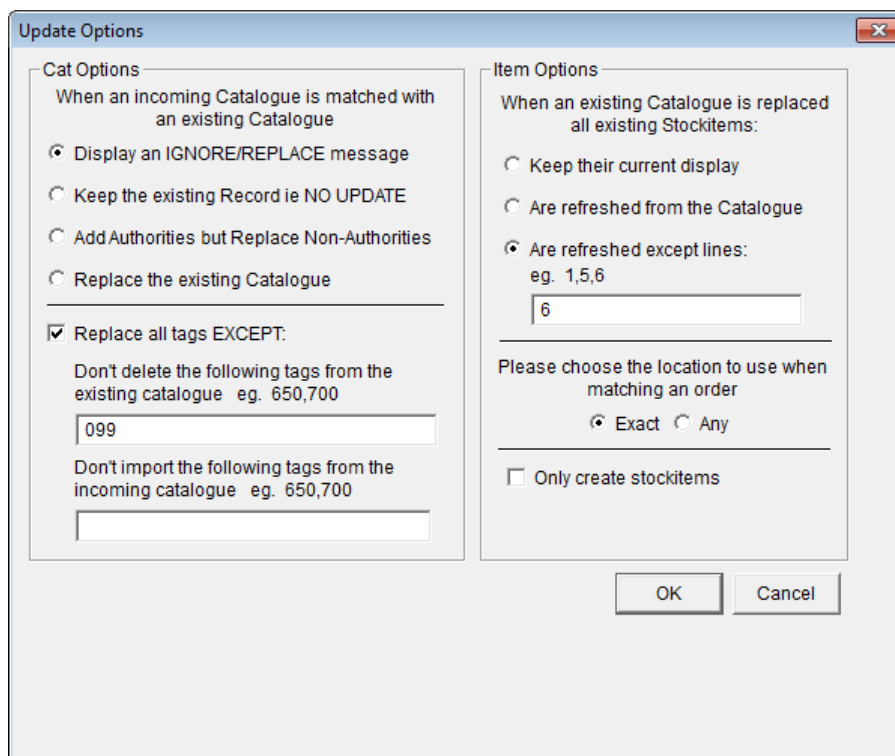 Update Options
Cat Options
When an incoming Catalogue is matched with
an existing Catalogue
Display an IGNORE/REPLACE message
Keep the existing Record ie NO UPDATE
Add Authorities but Replace Non-Authorities
Replace the existing Catalogue
Replace all tags EXCEPT:
Don't delete the following tags from the
existing catalogue eg. 650,700
099
Don't import the following tags from the
incoming catalogue eg. 650,700
Item Options
When an existing Catalogue is replaced
all existing Stockitems:
Keep their current display
Are refreshed from the Catalogue
Are refreshed except lines:
eg. 1,5,6
6
Please choose the location to use when
matching an order
Exact Any
Only create stockitems
OK Cancel